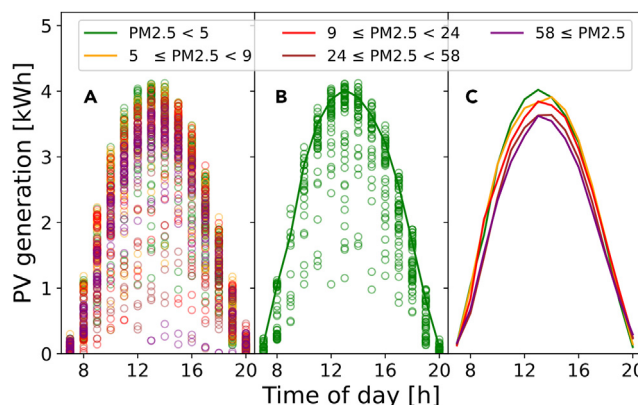 PM2.5 < 5
5 ≤ PM2.5 < 9
9 ≤ PM2.5 < 24
24 ≤ PM2.5 < 58
58 ≤ PM2.5
A
B
C
PV generation [kWh]
5
4
3
2
1
0
8 12 16 20 8 12 16 20 8 12 16 20
Time of day [h]